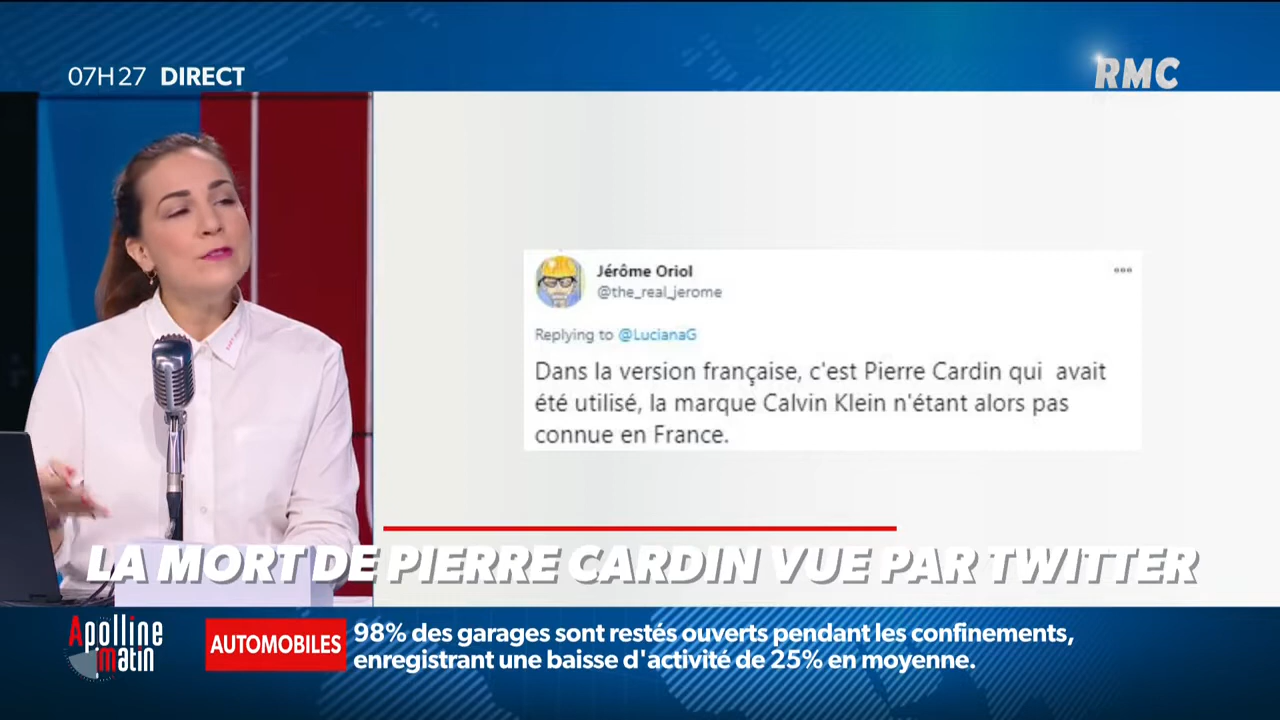 07H27 DIRECT
RMC
Jérôme Oriol
@the_real_jerome
Replying to @LucianaG
Dans la version française, c'est Pierre Cardin qui avait
été utilisé, la marque Calvin Klein n'étant alors pas
connue en France.
LA MORT DE PIERRE CARDIN VUE PAR TWITTER
Apolline
Matin
AUTOMOBILES
98% des garages sont restés ouverts pendant les confinements,
enregistrant une baisse d'activité de 25% en moyenne.